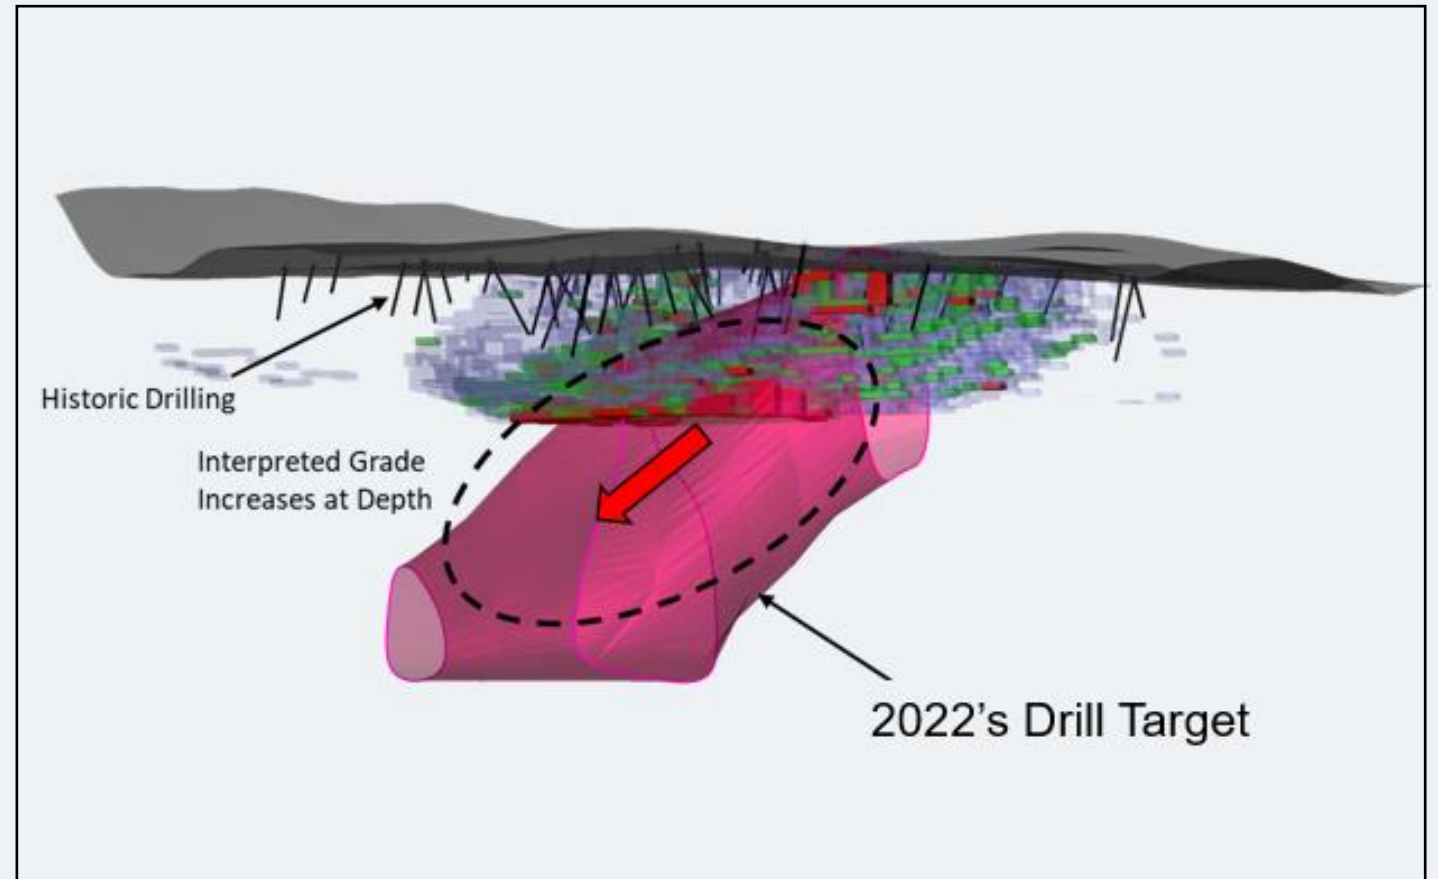 Historic Drilling
Interpreted Grade
Increases at Depth
2022’s Drill Target